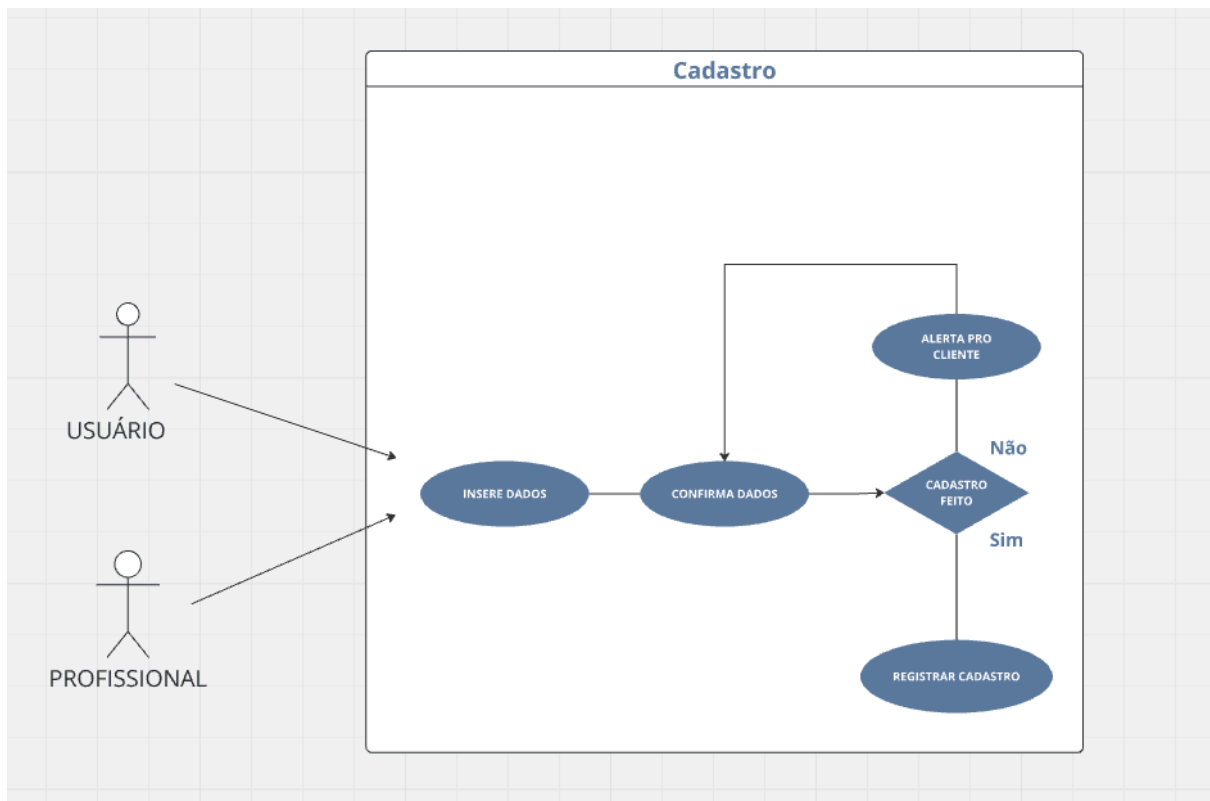 Cadastro
USUÁRIO
PROFISSIONAL
INSERE DADOS
CONFIRMA DADOS
ALERTA PRO
CLIENTE
Não
CADASTRO
FEITO
Sim
REGISTRAR CADASTRO